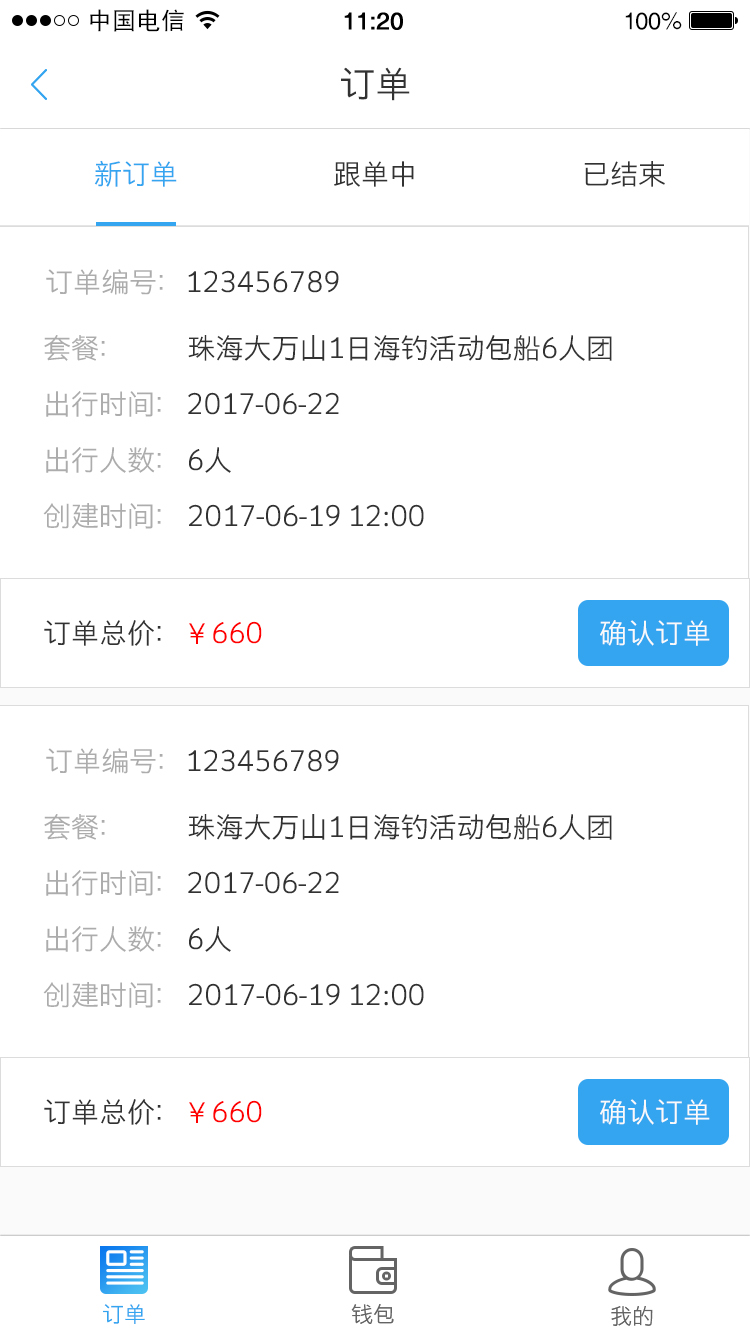 中国电信 11:20 100%
订单
新订单 跟单中 已结束
订单编号: 123456789
套餐: 珠海大万山1日海钓活动包船6人团
出行时间: 2017-06-22
出行人数: 6人
创建时间: 2017-06-19 12:00
订单总价: ￥660 确认订单
订单编号: 123456789
套餐: 珠海大万山1日海钓活动包船6人团
出行时间: 2017-06-22
出行人数: 6人
创建时间: 2017-06-19 12:00
订单总价: ￥660 确认订单
订单 钱包 我的